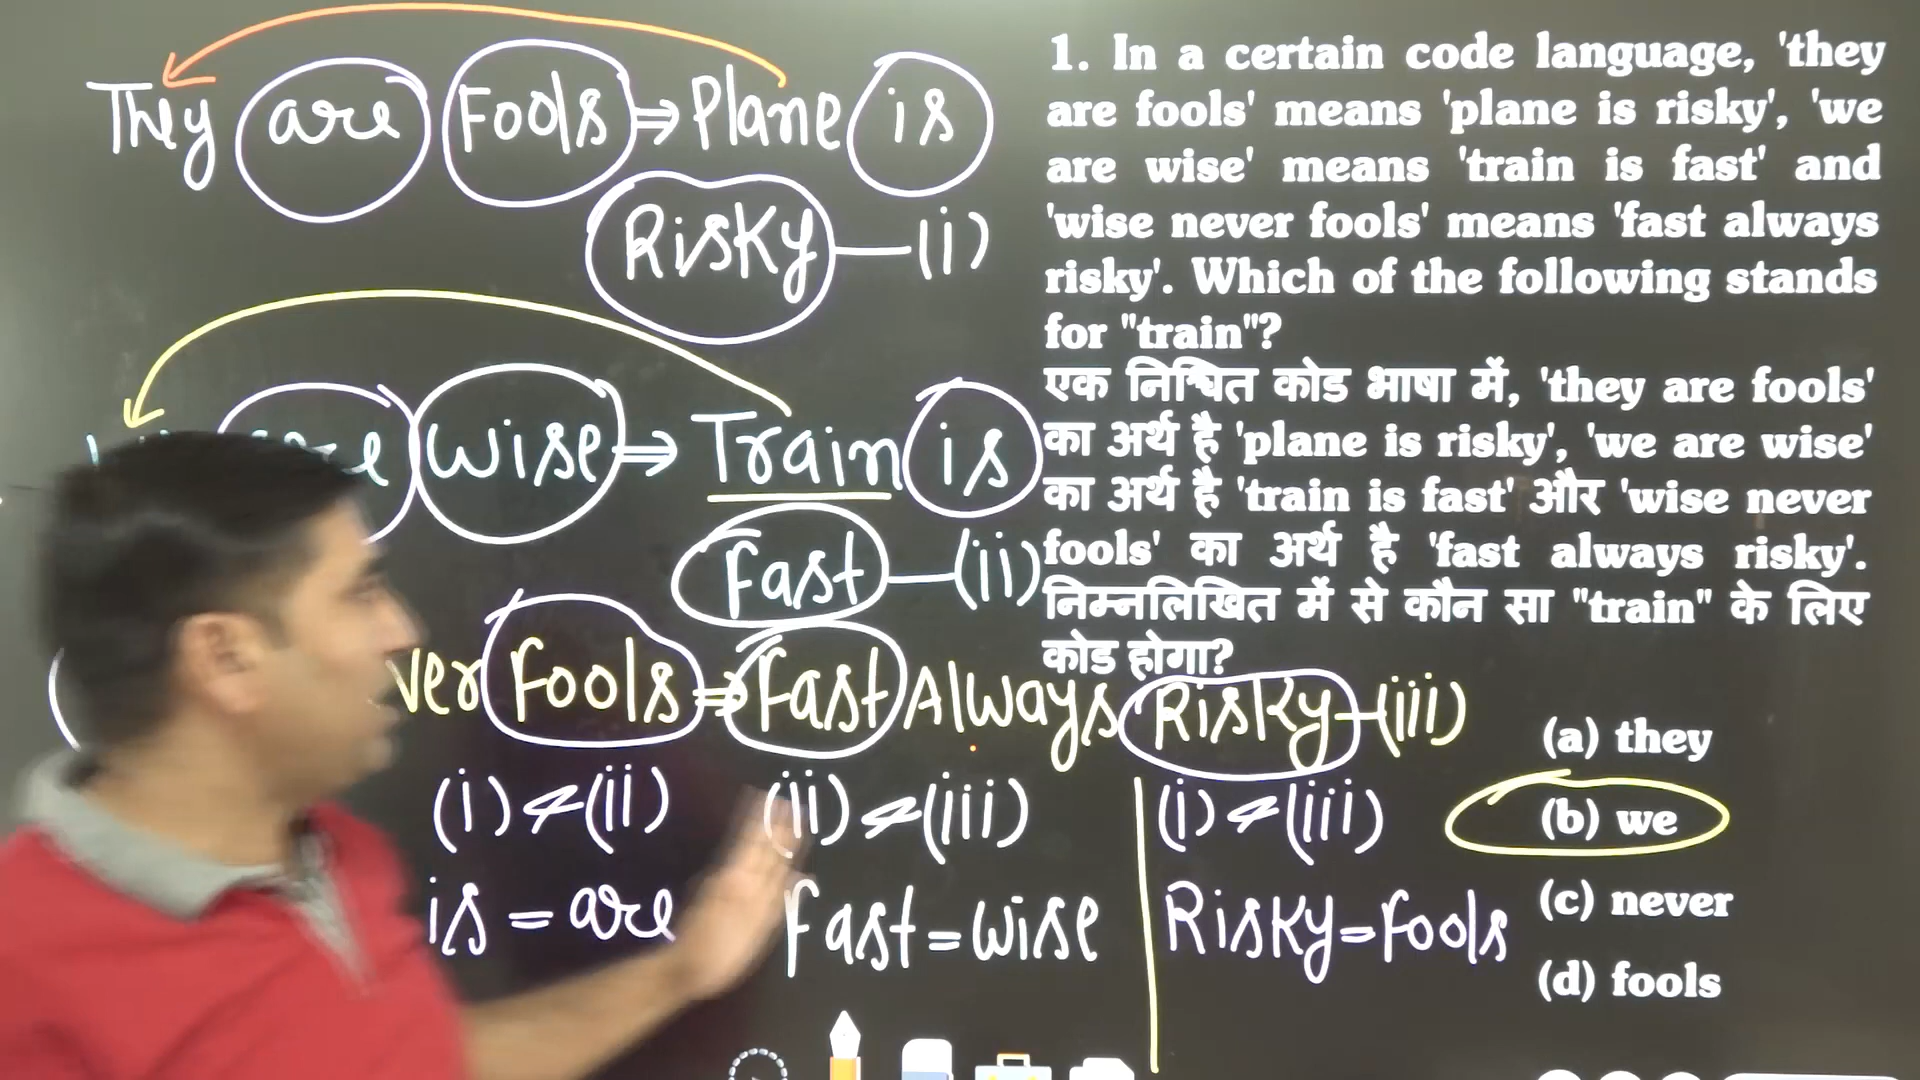 They are Fools ⇒ Plane is
Risky — (i)
are wise ⇒ Train is
Fast — (ii)
ver Fools ⇒ Fast Always Risky — (iii)
(i) (ii)
(ii) (iii)
(i) (iii)
is = are
Fast = wise
Risky = Fools
1. In a certain code language, 'they
are fools' means 'plane is risky', 'we
are wise' means 'train is fast' and
'wise never fools' means 'fast always
risky'. Which of the following stands
for "train"?
एक निश्चित कोड भाषा में, 'they are fools'
का अर्थ है 'plane is risky', 'we are wise'
का अर्थ है 'train is fast' और 'wise never
fools' का अर्थ है 'fast always risky'.
निम्नलिखित में से कौन सा "train" के लिए
कोड होगा?
(a) they
(b) we
(c) never
(d) fools